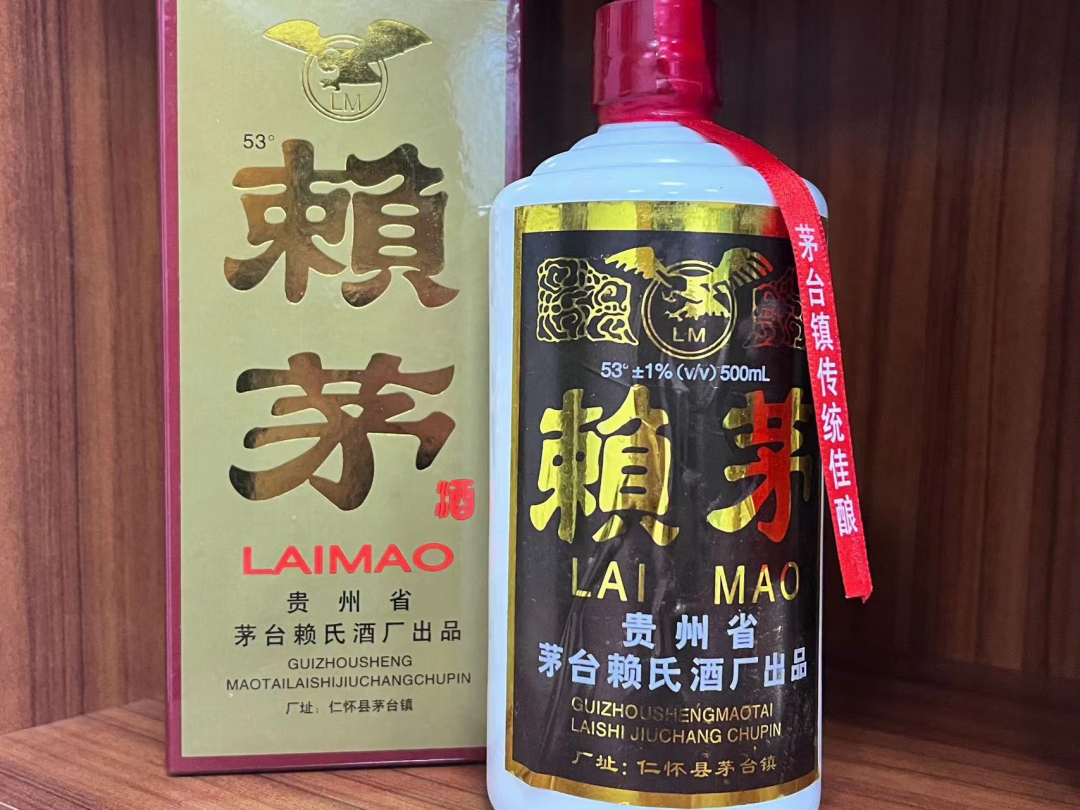 LM
53°
賴
茅
酒
LAIMAO
贵州省
茅台赖氏酒厂出品
GUIZHOUSHENG
MAOTAILAISHIJIUCHANGCHUPIN
厂址：仁怀县茅台镇
LM
53°±1%(v/v)500mL
賴茅
LAI MAO
贵州省
茅台赖氏酒厂出品
GUIZHOUSHENGMAOTAI
LAISHI JIUCHANG CHUPIN
厂址：仁怀县茅台镇
茅台镇传统佳酿